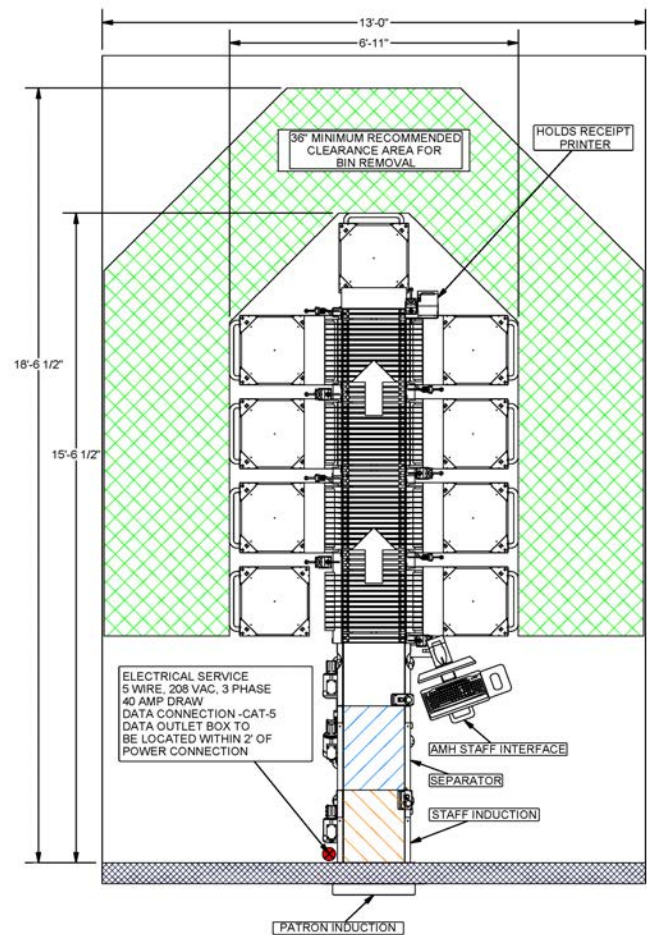 13'-0"
6'-11"
36" MINIMUM RECOMMENDED
CLEARANCE AREA FOR
BIN REMOVAL
HOLDS RECEIPT
PRINTER
18'-6 1/2"
15'-6 1/2"
ELECTRICAL SERVICE
5 WIRE, 208 VAC, 3 PHASE
40 AMP DRAW
DATA CONNECTION -CAT-5
DATA OUTLET BOX TO
BE LOCATED WITHIN 2' OF
POWER CONNECTION
AMH STAFF INTERFACE
SEPARATOR
STAFF INDUCTION
PATRON INDUCTION